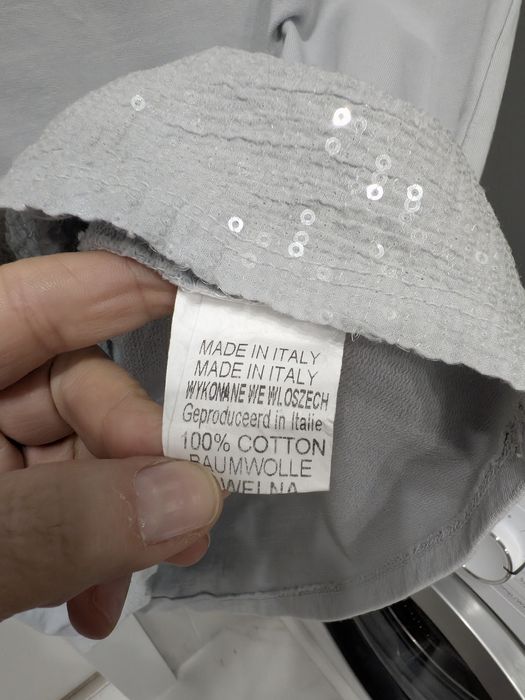 MADE IN ITALY
MADE IN ITALY
WYKONANE WE WLOSZECH
Geproduceerd in Italie
100% COTTON
BAUMWOLLE